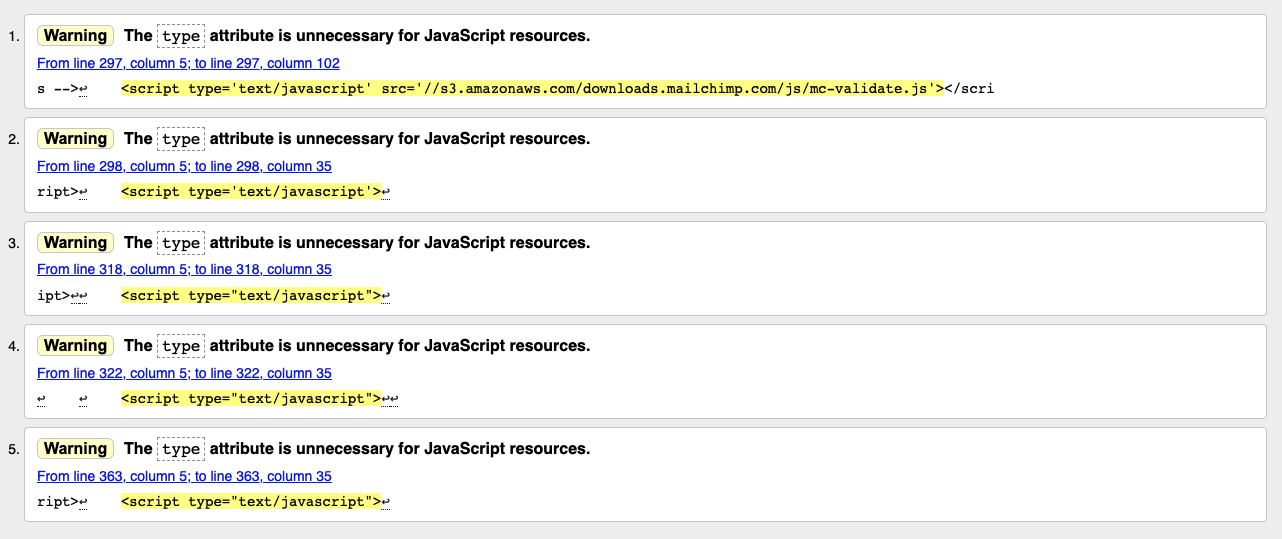 1. Warning The type attribute is unnecessary for JavaScript resources.
From line 297, column 5; to line 297, column 102
s -->↩    <script type='text/javascript' src='//s3.amazonaws.com/downloads.mailchimp.com/js/mc-validate.js'></scri
2. Warning The type attribute is unnecessary for JavaScript resources.
From line 298, column 5; to line 298, column 35
ript>↩    <script type='text/javascript'>↩
3. Warning The type attribute is unnecessary for JavaScript resources.
From line 318, column 5; to line 318, column 35
ipt>↩↩    <script type="text/javascript">↩
4. Warning The type attribute is unnecessary for JavaScript resources.
From line 322, column 5; to line 322, column 35
↩    ↩    <script type="text/javascript">↩↩
5. Warning The type attribute is unnecessary for JavaScript resources.
From line 363, column 5; to line 363, column 35
ript>↩    <script type="text/javascript">↩